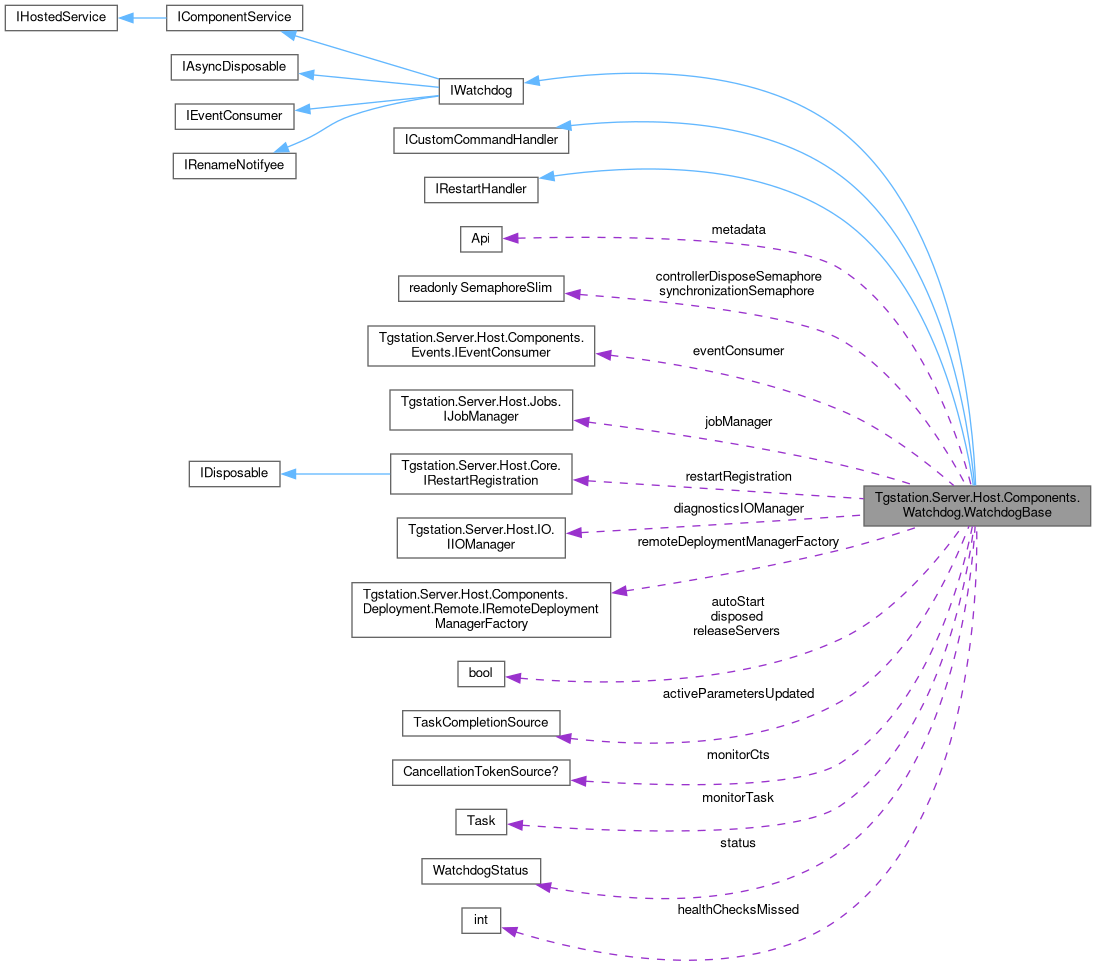 IHostedService
IComponentService
IAsyncDisposable
IWatchdog
IEventConsumer
ICustomCommandHandler
IRenameNotifyee
IRestartHandler
Api
metadata
readonly SemaphoreSlim
controllerDisposeSemaphore
synchronizationSemaphore
Tgstation.Server.Host.Components.
Events.IEventConsumer
eventConsumer
Tgstation.Server.Host.Jobs.
IJobManager
jobManager
IDisposable
Tgstation.Server.Host.Core.
IRestartRegistration
restartRegistration
Tgstation.Server.Host.Components.
Watchdog.WatchdogBase
Tgstation.Server.Host.IO.
IIOManager
diagnosticsIOManager
Tgstation.Server.Host.Components.
Deployment.Remote.IRemoteDeployment
ManagerFactory
remoteDeploymentManagerFactory
bool
autoStart
disposed
releaseServers
TaskCompletionSource
activeParametersUpdated
CancellationTokenSource?
monitorCts
Task
monitorTask
WatchdogStatus
status
int
healthChecksMissed